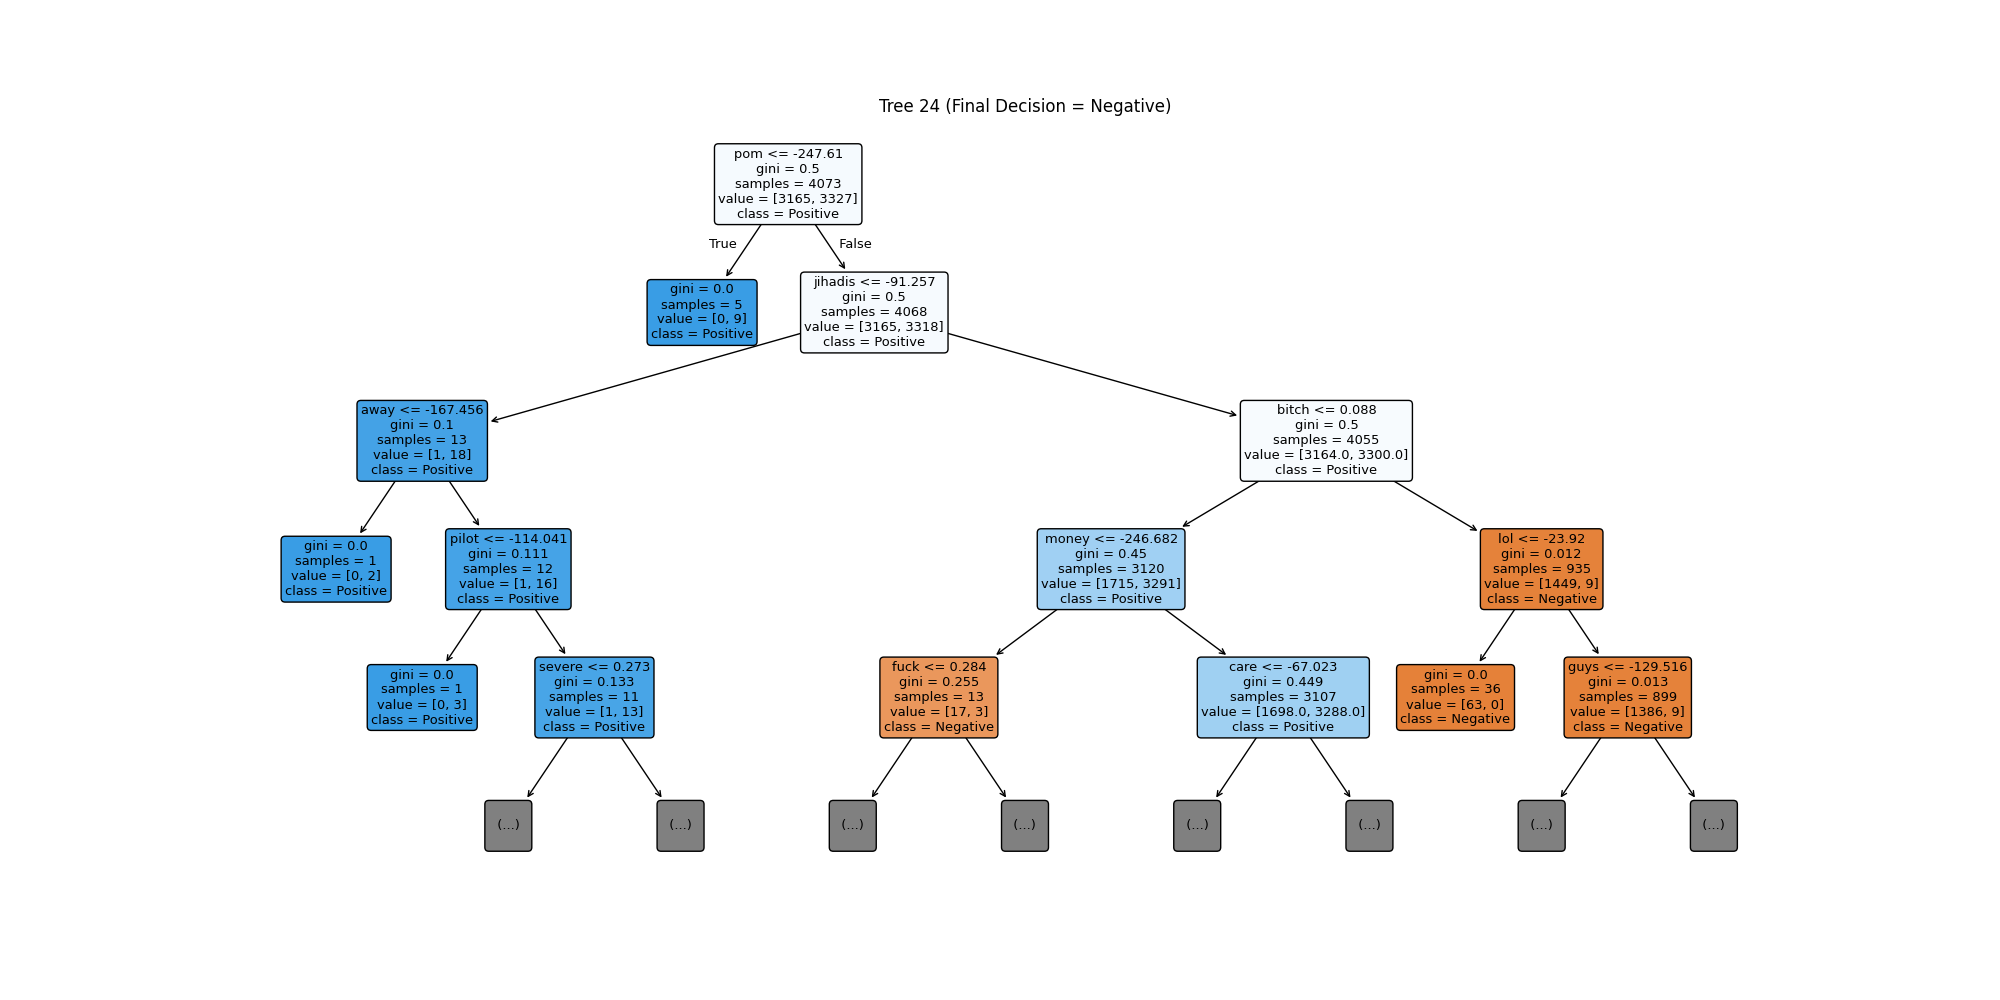 Tree 24 (Final Decision = Negative)
pom <= -247.61
gini = 0.5
samples = 4073
value = [3165, 3327]
class = Positive
True
False
gini = 0.0
samples = 5
value = [0, 9]
class = Positive
jihadis <= -91.257
gini = 0.5
samples = 4068
value = [3165, 3318]
class = Positive
away <= -167.456
gini = 0.1
samples = 13
value = [1, 18]
class = Positive
bitch <= 0.088
gini = 0.5
samples = 4055
value = [3164.0, 3300.0]
class = Positive
gini = 0.0
samples = 1
value = [0, 2]
class = Positive
pilot <= -114.041
gini = 0.111
samples = 12
value = [1, 16]
class = Positive
money <= -246.682
gini = 0.45
samples = 3120
value = [1715, 3291]
class = Positive
lol <= -23.92
gini = 0.012
samples = 935
value = [1449, 9]
class = Negative
gini = 0.0
samples = 1
value = [0, 3]
class = Positive
severe <= 0.273
gini = 0.133
samples = 11
value = [1, 13]
class = Positive
fuck <= 0.284
gini = 0.255
samples = 13
value = [17, 3]
class = Negative
care <= -67.023
gini = 0.449
samples = 3107
value = [1698.0, 3288.0]
class = Positive
gini = 0.0
samples = 36
value = [63, 0]
class = Negative
guys <= -129.516
gini = 0.013
samples = 899
value = [1386, 9]
class = Negative
(...)
(...)
(...)
(...)
(...)
(...)
(...)
(...)